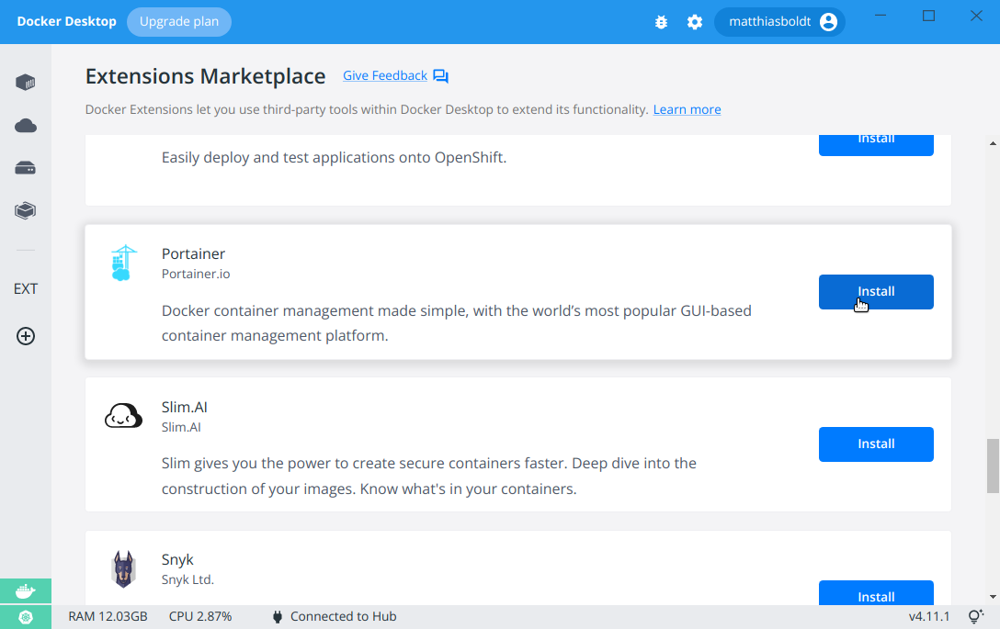 Docker Desktop
Upgrade plan
matthiasboldt
Extensions Marketplace
Give Feedback
Docker Extensions let you use third-party tools within Docker Desktop to extend its functionality. Learn more
Install
Easily deploy and test applications onto OpenShift.
Portainer
Portainer.io
Install
Docker container management made simple, with the world’s most popular GUI-based
container management platform.
EXT
Slim.AI
Slim.AI
Install
Slim gives you the power to create secure containers faster. Deep dive into the
construction of your images. Know what's in your containers.
Snyk
Snyk Ltd.
Install
RAM 12.03GB
CPU 2.87%
Connected to Hub
v4.11.1